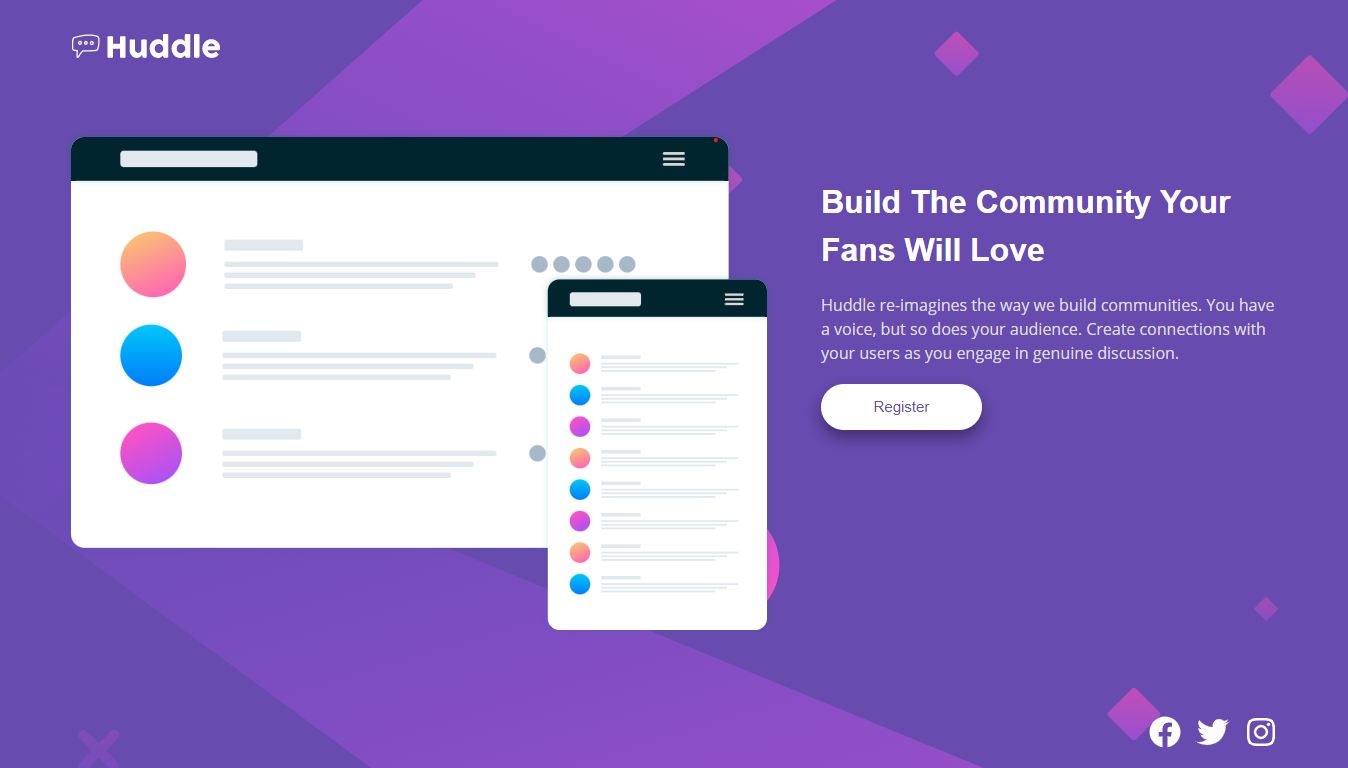 Huddle
Build The Community Your
Fans Will Love
Huddle re-imagines the way we build communities. You have
a voice, but so does your audience. Create connections with
your users as you engage in genuine discussion.
Register